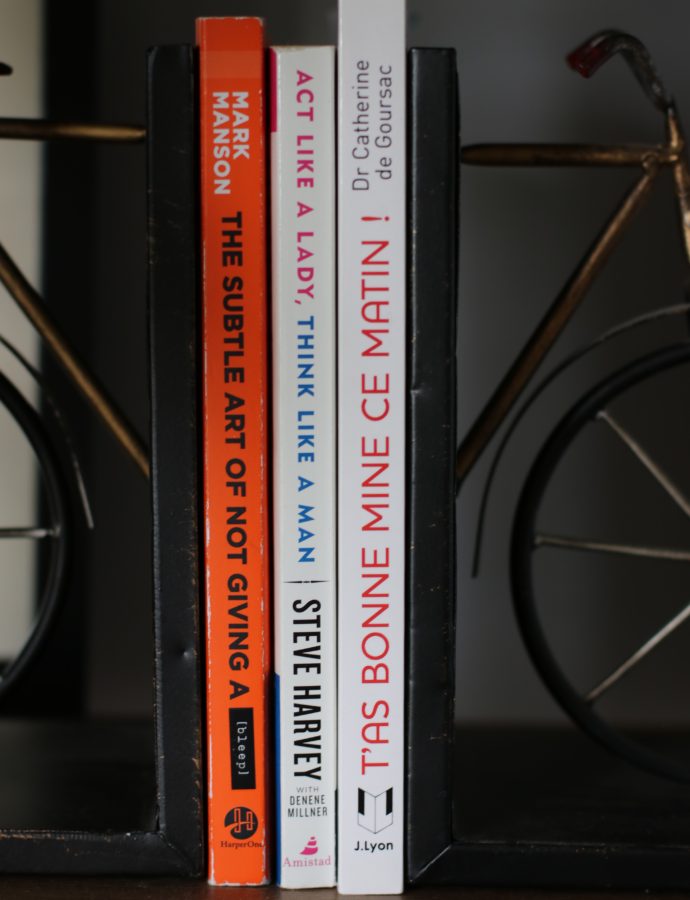 MARK
MANSON
THE SUBTLE ART OF NOT GIVING A
[bleep]
HarperOne
ACT LIKE A LADY, THINK LIKE A MAN
STEVE HARVEY
WITH
DENENE
MILLNER
Amistad
Dr Catherine
de Goursac
T'AS BONNE MINE CE MATIN !
J.Lyon